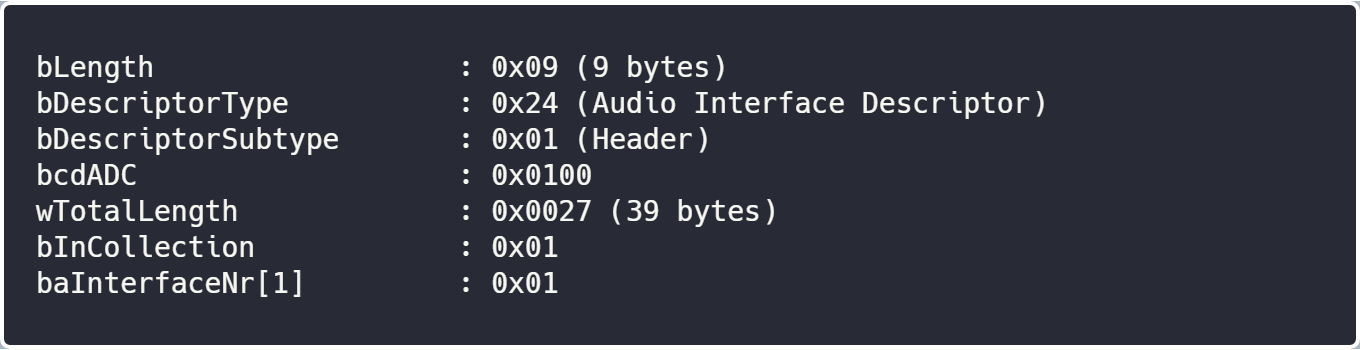 bLength : 0x09 (9 bytes)
bDescriptorType : 0x24 (Audio Interface Descriptor)
bDescriptorSubtype : 0x01 (Header)
bcdADC : 0x0100
wTotalLength : 0x0027 (39 bytes)
bInCollection : 0x01
baInterfaceNr[1] : 0x01